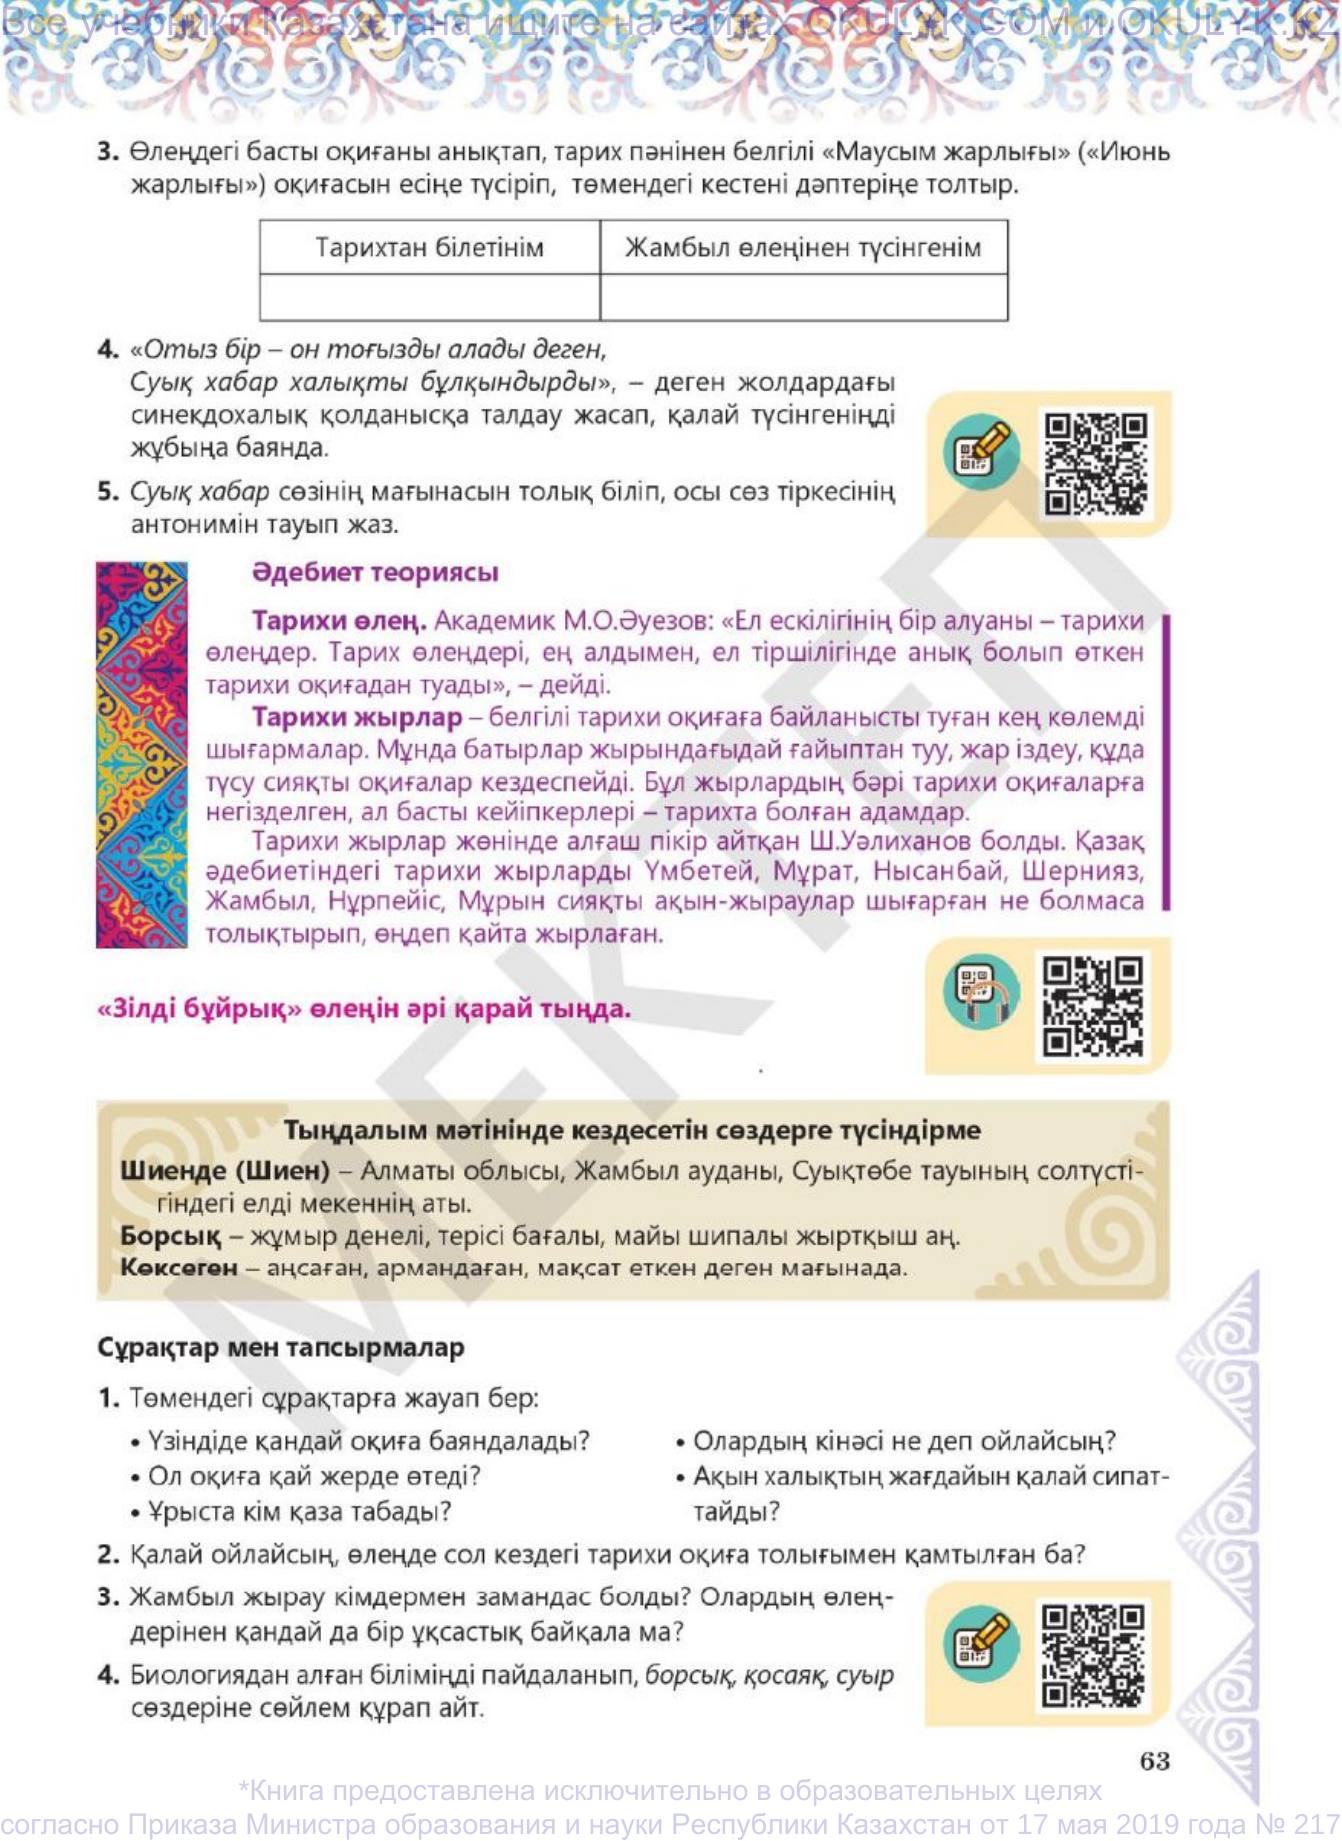 Все учебники Казахстана ищите на сайтах OKULYK.COM и OKULYK.KZ
3. Өлеңдегі басты оқиғаны анықтап, тарих пәнінен белгілі «Маусым жарлығы» («Июнь
жарлығы») оқиғасын есіңе түсіріп, төмендегі кестені дәптеріңе толтыр.
Тарихтан білетінім
Жамбыл өлеңінен түсінгенім
4. «Отыз бір – он тоғызды алады деген,
Суық хабар халықты бұлқындырды», – деген жолдардағы
синекдохалық қолданысқа талдау жасап, қалай түсінгеніңді
жұбыңа баянда.
5. Суық хабар сөзінің мағынасын толық біліп, осы сөз тіркесінің
антонимін тауып жаз.
Әдебиет теориясы
Тарихи өлең. Академик М.О.Әуезов: «Ел ескілігінің бір алуаны – тарихи
өлеңдер. Тарих өлеңдері, ең алдымен, ел тіршілігінде анық болып өткен
тарихи оқиғадан туады», – дейді.
Тарихи жырлар – белгілі тарихи оқиғаға байланысты туған кең көлемді
шығармалар. Мұнда батырлар жырындағыдай ғайыптан туу, жар іздеу, құда
түсу сияқты оқиғалар кездеспейді. Бұл жырлардың бәрі тарихи оқиғаларға
негізделген, ал басты кейіпкерлері – тарихта болған адамдар.
Тарихи жырлар жөнінде алғаш пікір айтқан Ш.Уәлиханов болды. Қазақ
әдебиетіндегі тарихи жырларды Үмбетей, Мұрат, Нысанбай, Шернияз,
Жамбыл, Нұрпейіс, Мұрын сияқты ақын-жыраулар шығарған не болмаса
толықтырып, өңдеп қайта жырлаған.
«Зілді бұйрық» өлеңін әрі қарай тыңда.
МЕКТЕП
Тыңдалым мәтінінде кездесетін сөздерге түсіндірме
Шиенде (Шиен) – Алматы облысы, Жамбыл ауданы, Суықтөбе тауының солтүсті-
гіндегі елді мекеннің аты.
Борсық – жұмыр денелі, терісі бағалы, майы шипалы жыртқыш аң.
Көксеген – аңсаған, армандаған, мақсат еткен деген мағынада.
Сұрақтар мен тапсырмалар
1. Төмендегі сұрақтарға жауап бер:
• Үзіндіде қандай оқиға баяндалады?
• Ол оқиға қай жерде өтеді?
• Ұрыста кім қаза табады?
• Олардың кінәсі не деп ойлайсың?
• Ақын халықтың жағдайын қалай сипат-
тайды?
2. Қалай ойлайсың, өлеңде сол кездегі тарихи оқиға толығымен қамтылған ба?
3. Жамбыл жырау кімдермен замандас болды? Олардың өлең-
дерінен қандай да бір ұқсастық байқала ма?
4. Биологиядан алған біліміңді пайдаланып, борсық, қосаяқ, суыр
сөздеріне сөйлем құрап айт.
63
*Книга предоставлена исключительно в образовательных целях
согласно Приказа Министра образования и науки Республики Казахстан от 17 мая 2019 года № 217